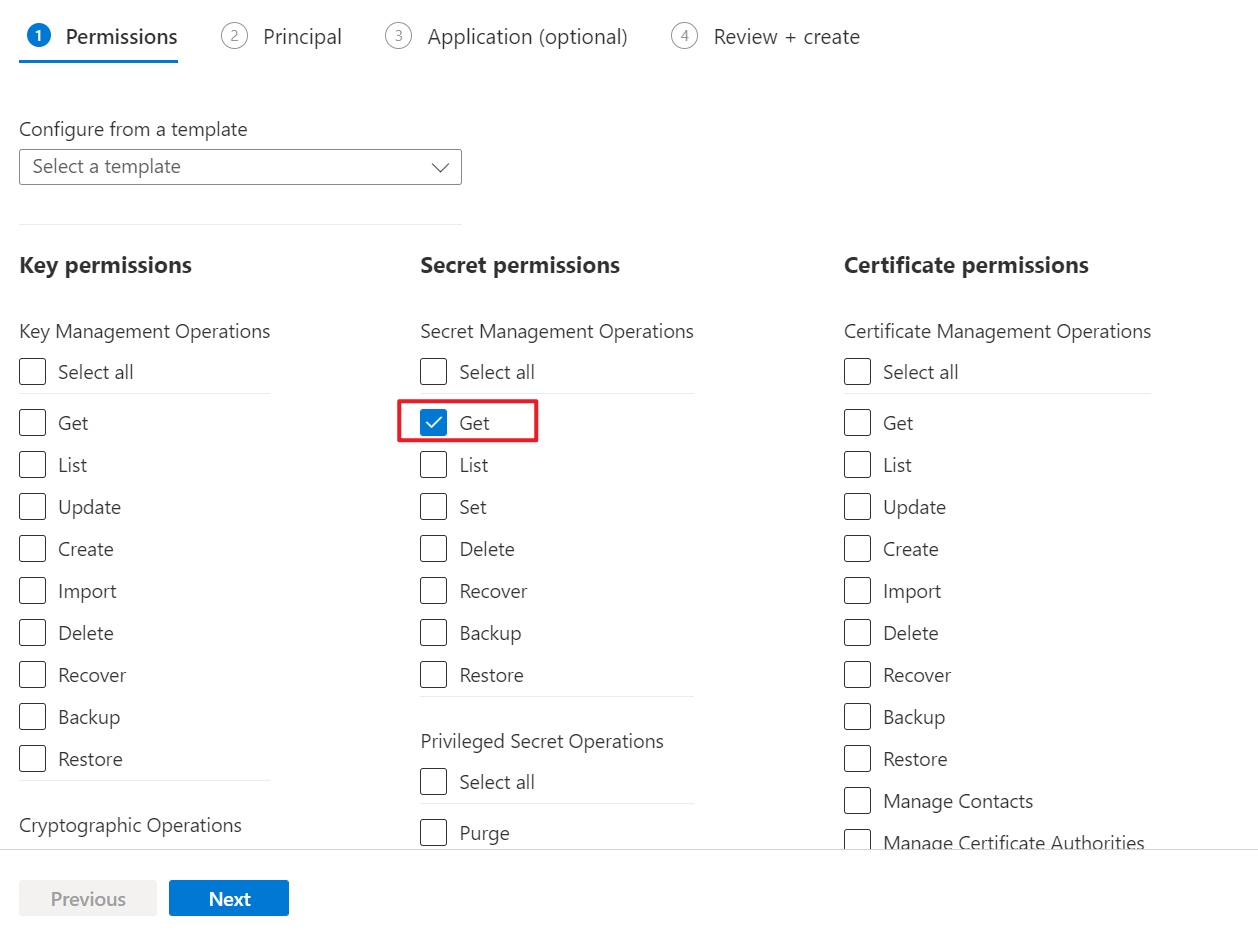 1 Permissions 2 Principal 3 Application (optional) 4 Review + create
Configure from a template
Select a template
Key permissions
Key Management Operations
Select all
Get
List
Update
Create
Import
Delete
Recover
Backup
Restore
Cryptographic Operations
Secret permissions
Secret Management Operations
Select all
Get
List
Set
Delete
Recover
Backup
Restore
Privileged Secret Operations
Select all
Purge
Certificate permissions
Certificate Management Operations
Select all
Get
List
Update
Create
Import
Delete
Recover
Backup
Restore
Manage Contacts
Manage Certificate Authorities
Previous
Next